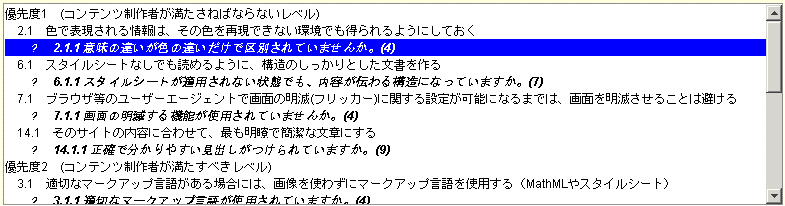 優先度1 (コンテンツ制作者が満たさねばならないレベル)
2.1 色で表現される情報は、その色を再現できない環境でも得られるようにしておく
? 2.1.1 意味の違いが色の違いだけで区別されていませんか。(4)
6.1 スタイルシートなしでも読めるように、構造のしっかりとした文書を作る
? 6.1.1 スタイルシートが適用されない状態でも、内容が伝わる構造になっていますか。(7)
7.1 ブラウザ等のユーザーエージェントで画面の明滅(フリッカー)に関する設定が可能になるまでは、画面を明滅させることは避ける
? 7.1.1 画面の明滅する機能が使用されていませんか。(4)
14.1 そのサイトの内容に合わせて、最も明瞭で簡潔な文章にする
? 14.1.1 正確で分かりやすい見出しがつけられていますか。(9)
優先度2 (コンテンツ制作者が満たすべきレベル)
3.1 適切なマークアップ言語がある場合には、画像を使わずにマークアップ言語を使用する(MathMLやスタイルシート)
? 3.1.1 適切なマークアップ言語が使用されていますか。(4)